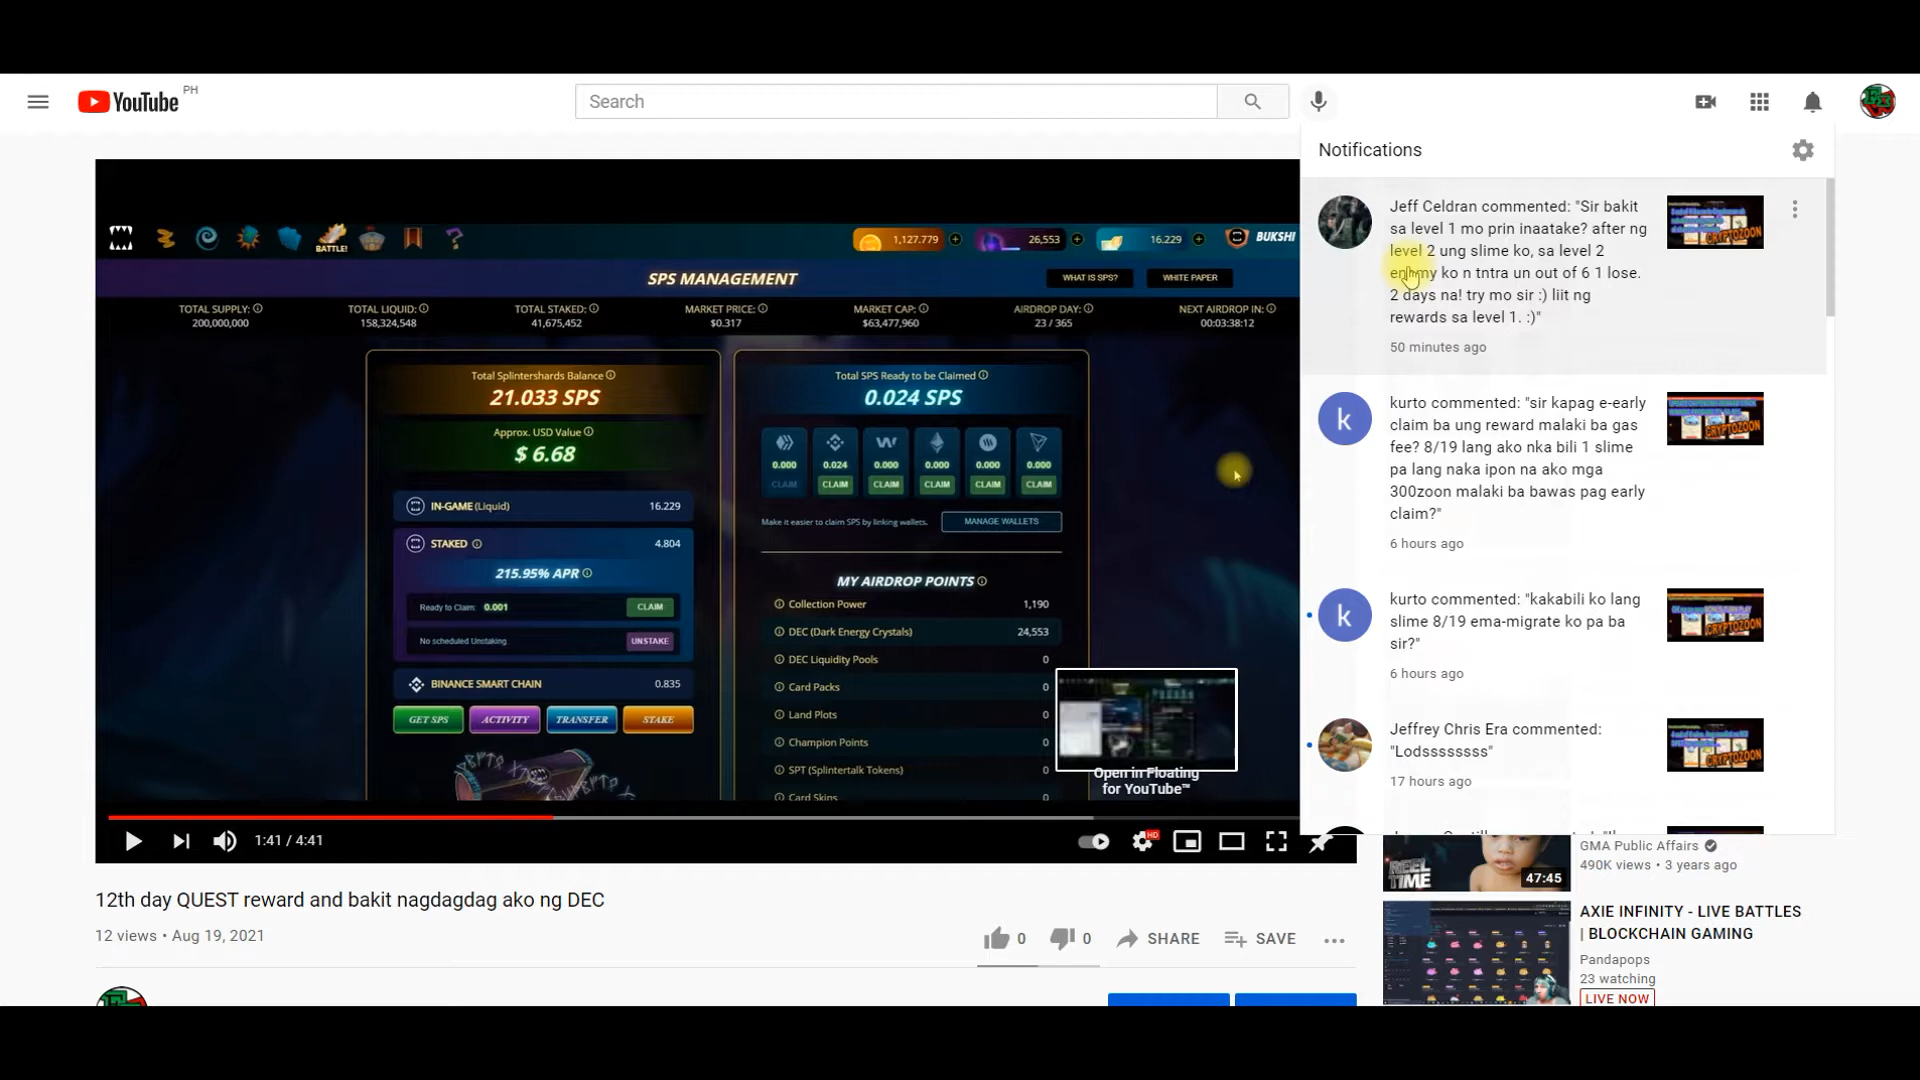 YouTube PH
Search
Notifications
Jeff Celdran commented: "Sir bakit
sa level 1 mo prin inaatake? after ng
level 2 ung slime ko, sa level 2
enemy ko n tntra un out of 6 1 lose.
2 days na! try mo sir :) liit ng
rewards sa level 1. :)"
50 minutes ago
kurto commented: "sir kapag e-early
claim ba ung reward malaki ba gas
fee? 8/19 lang ako nka bili 1 slime
pa lang naka ipon na ako mga
300zoon malaki ba bawas pag early
claim?"
6 hours ago
kurto commented: "kakabili ko lang
slime 8/19 ema-migrate ko pa ba
sir?"
6 hours ago
Jeffrey Chris Era commented:
"Lodssssssss"
17 hours ago
CRYPTOZOON
CRYPTOZOON
CRYPTOZOON
CRYPTOZOON
k
k
BATTLE!
1,127.779
26,553
16.229
BUKSHI
SPS MANAGEMENT
WHAT IS SPS?
WHITE PAPER
TOTAL SUPPLY:
200,000,000
TOTAL LIQUID:
158,324,548
TOTAL STAKED:
41,675,452
MARKET PRICE:
$0.317
MARKET CAP:
$63,477,960
AIRDROP DAY:
23 / 365
NEXT AIRDROP IN:
00:03:38:12
Total Splintershards Balance
21.033 SPS
Approx. USD Value
$ 6.68
IN-GAME (Liquid) 16.229
STAKED 4.804
215.95% APR
Ready to Claim: 0.001 CLAIM
No scheduled Unstaking. UNSTAKE
BINANCE SMART CHAIN 0.835
GET SPS
ACTIVITY
TRANSFER
STAKE
Total SPS Ready to be Claimed
0.024 SPS
0.000 0.024 0.000 0.000 0.000 0.000
CLAIM CLAIM CLAIM CLAIM CLAIM CLAIM
Make it easier to claim SPS by linking wallets.
MANAGE WALLETS
MY AIRDROP POINTS
Collection Power 1,190
DEC (Dark Energy Crystals) 24,553
DEC Liquidity Pools 0
Card Packs 0
Land Plots 0
Champion Points 0
SPT (Splintertalk Tokens) 0
Card Skins 0
Open in Floating
for YouTube™
1:41 / 4:41
HD
12th day QUEST reward and bakit nagdagdag ako ng DEC
12 views • Aug 19, 2021
0
0
SHARE
SAVE
REEL
TIME
47:45
GMA Public Affairs
490K views • 3 years ago
AXIE INFINITY - LIVE BATTLES
| BLOCKCHAIN GAMING
Pandapops
23 watching
LIVE NOW